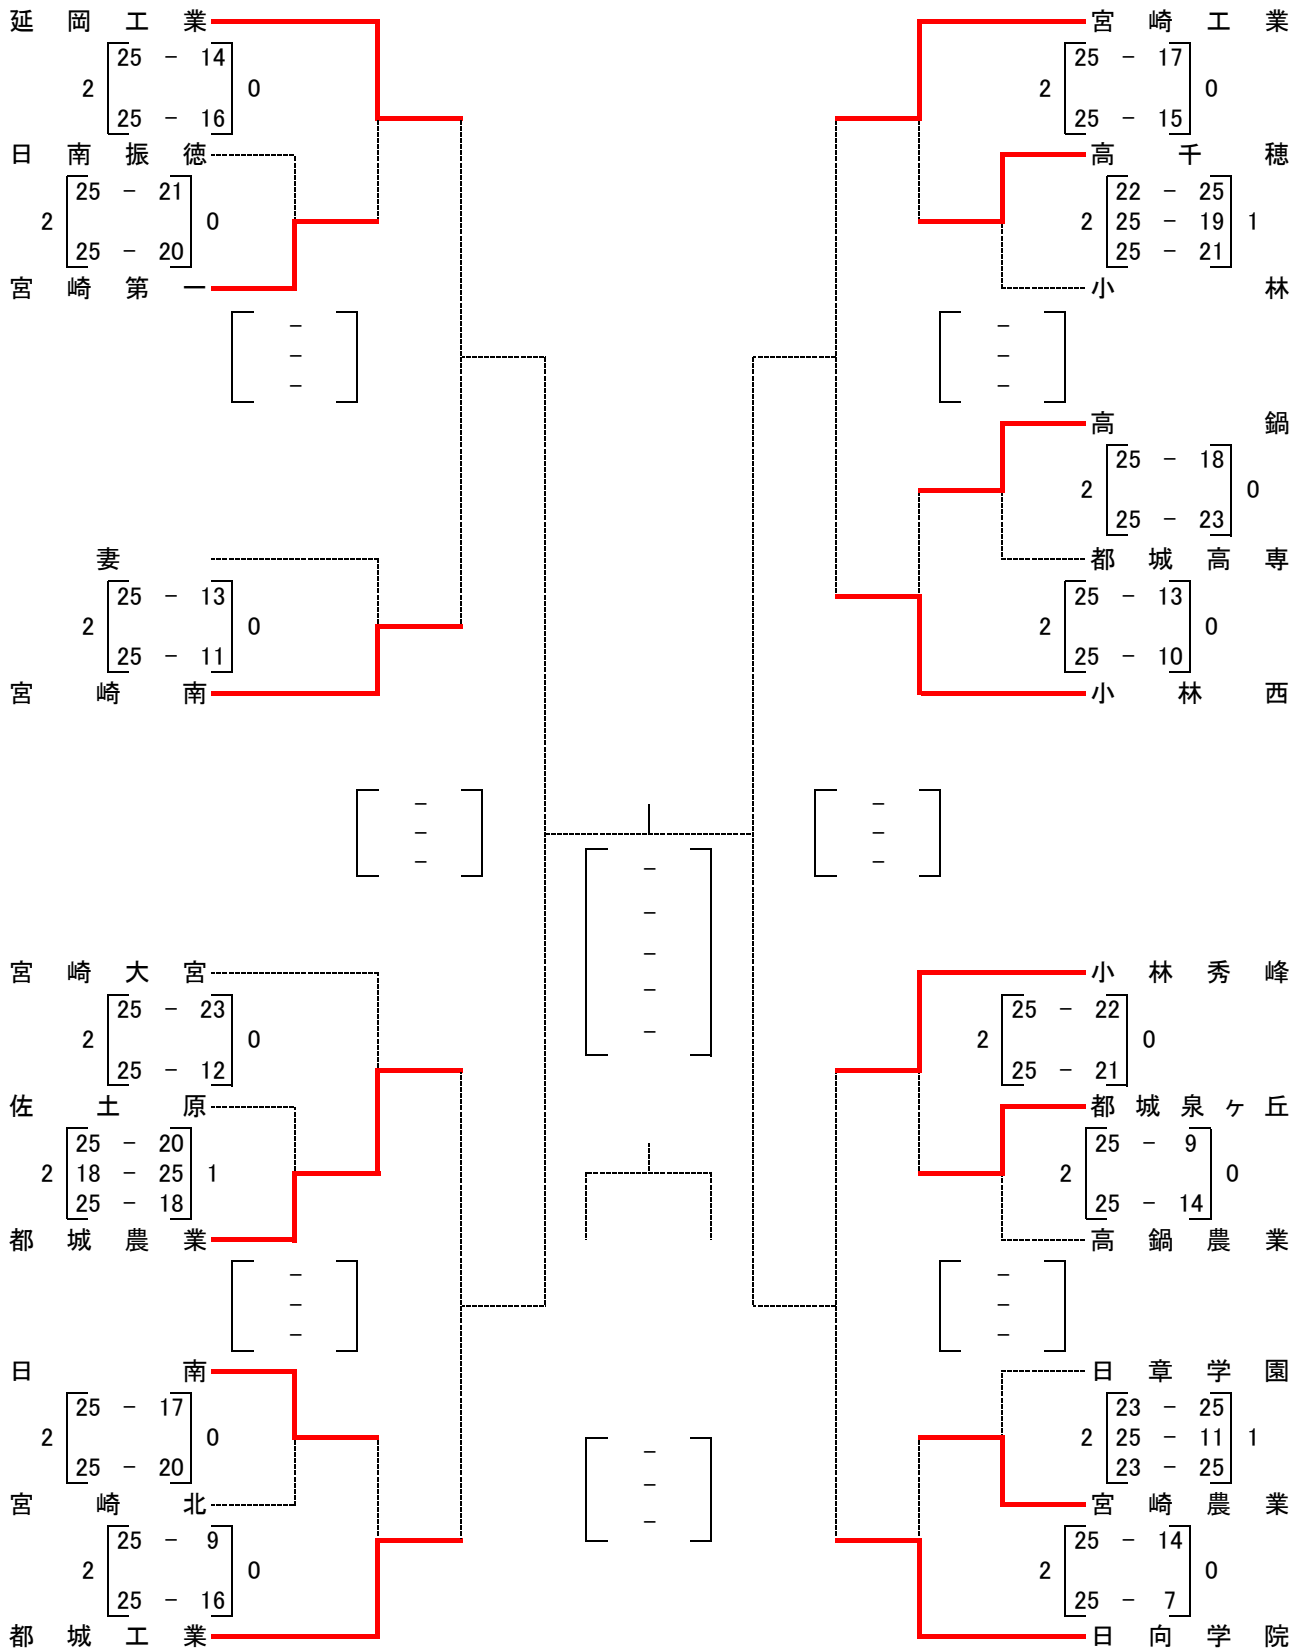 延岡工業
25 - 14
2 0
25 - 16
日南振徳
25 - 21
2 0
25 - 20
宮崎第一
-
-
-
妻
25 - 13
2 0
25 - 11
宮崎南
-
-
-
宮崎大宮
25 - 23
2 0
25 - 12
佐土原
25 - 20
2 18 - 25 1
25 - 18
都城農業
-
-
-
日南
25 - 17
2 0
25 - 20
宮崎北
25 - 9
2 0
25 - 16
都城工業
-
-
-
-
-
-
-
-
宮崎工業
25 - 17
2 0
25 - 15
高千穂
22 - 25
2 25 - 19 1
25 - 21
小林
-
-
-
高鍋
25 - 18
2 0
25 - 23
都城高専
25 - 13
2 0
25 - 10
小林西
-
-
-
小林秀峰
25 - 22
2 0
25 - 21
都城泉ヶ丘
25 - 9
2 0
25 - 14
高鍋農業
-
-
-
日章学園
23 - 25
2 25 - 11 1
23 - 25
宮崎農業
25 - 14
2 0
25 - 7
日向学院